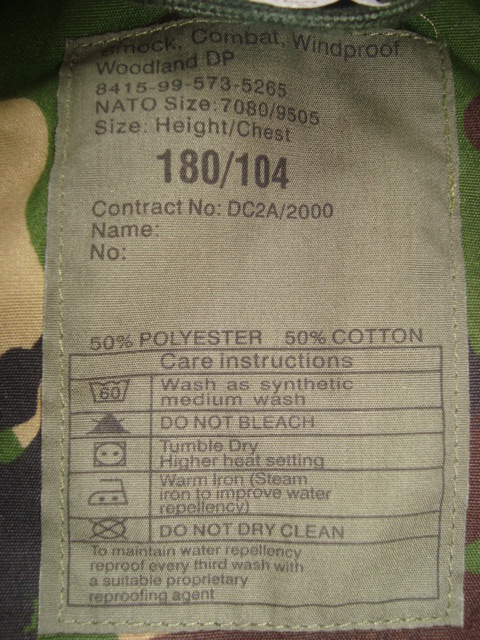 Smock, Combat, Windproof
Woodland DP
8415-99-573-5265
NATO Size: 7080/9505
Size: Height/Chest
180/104
Contract No: DC2A/2000
Name:
No:
50% POLYESTER 50% COTTON
Care instructions
60
Wash as synthetic
medium wash
DO NOT BLEACH
Tumble Dry
Higher heat setting
Warm Iron (Steam
iron to improve water
repellency)
DO NOT DRY CLEAN
To maintain water repellency
reproof every third wash with
a suitable proprietary
reproofing agent